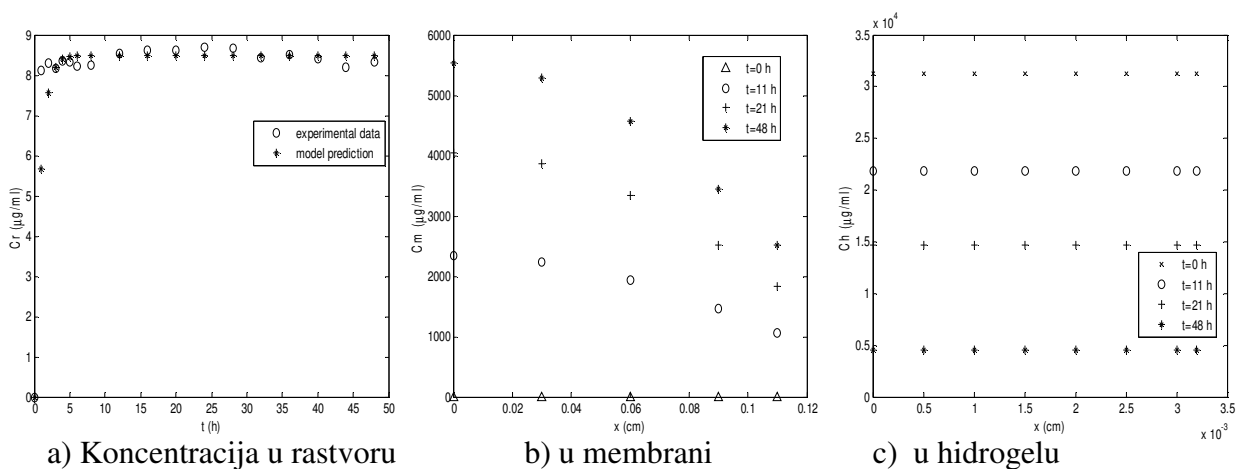 9
8
7
6
5
4
3
2
1
0
Cr (µg/ml)
0 5 10 15 20 25 30 35 40 45 50
t (h)
experimental data
model prediction
6000
5000
4000
3000
2000
1000
0
Cm (µg/ml)
0 0.02 0.04 0.06 0.08 0.1 0.12
x (cm)
t=0 h
t=11 h
t=21 h
t=48 h
x 10⁴
3.5
3
2.5
2
1.5
1
0.5
0
Ch (µg/ml)
0 0.5 1 1.5 2 2.5 3 3.5
x (cm)
x 10⁻³
t=0 h
t=11 h
t=21 h
t=48 h
a) Koncentracija u rastvoru b) u membrani c) u hidrogelu